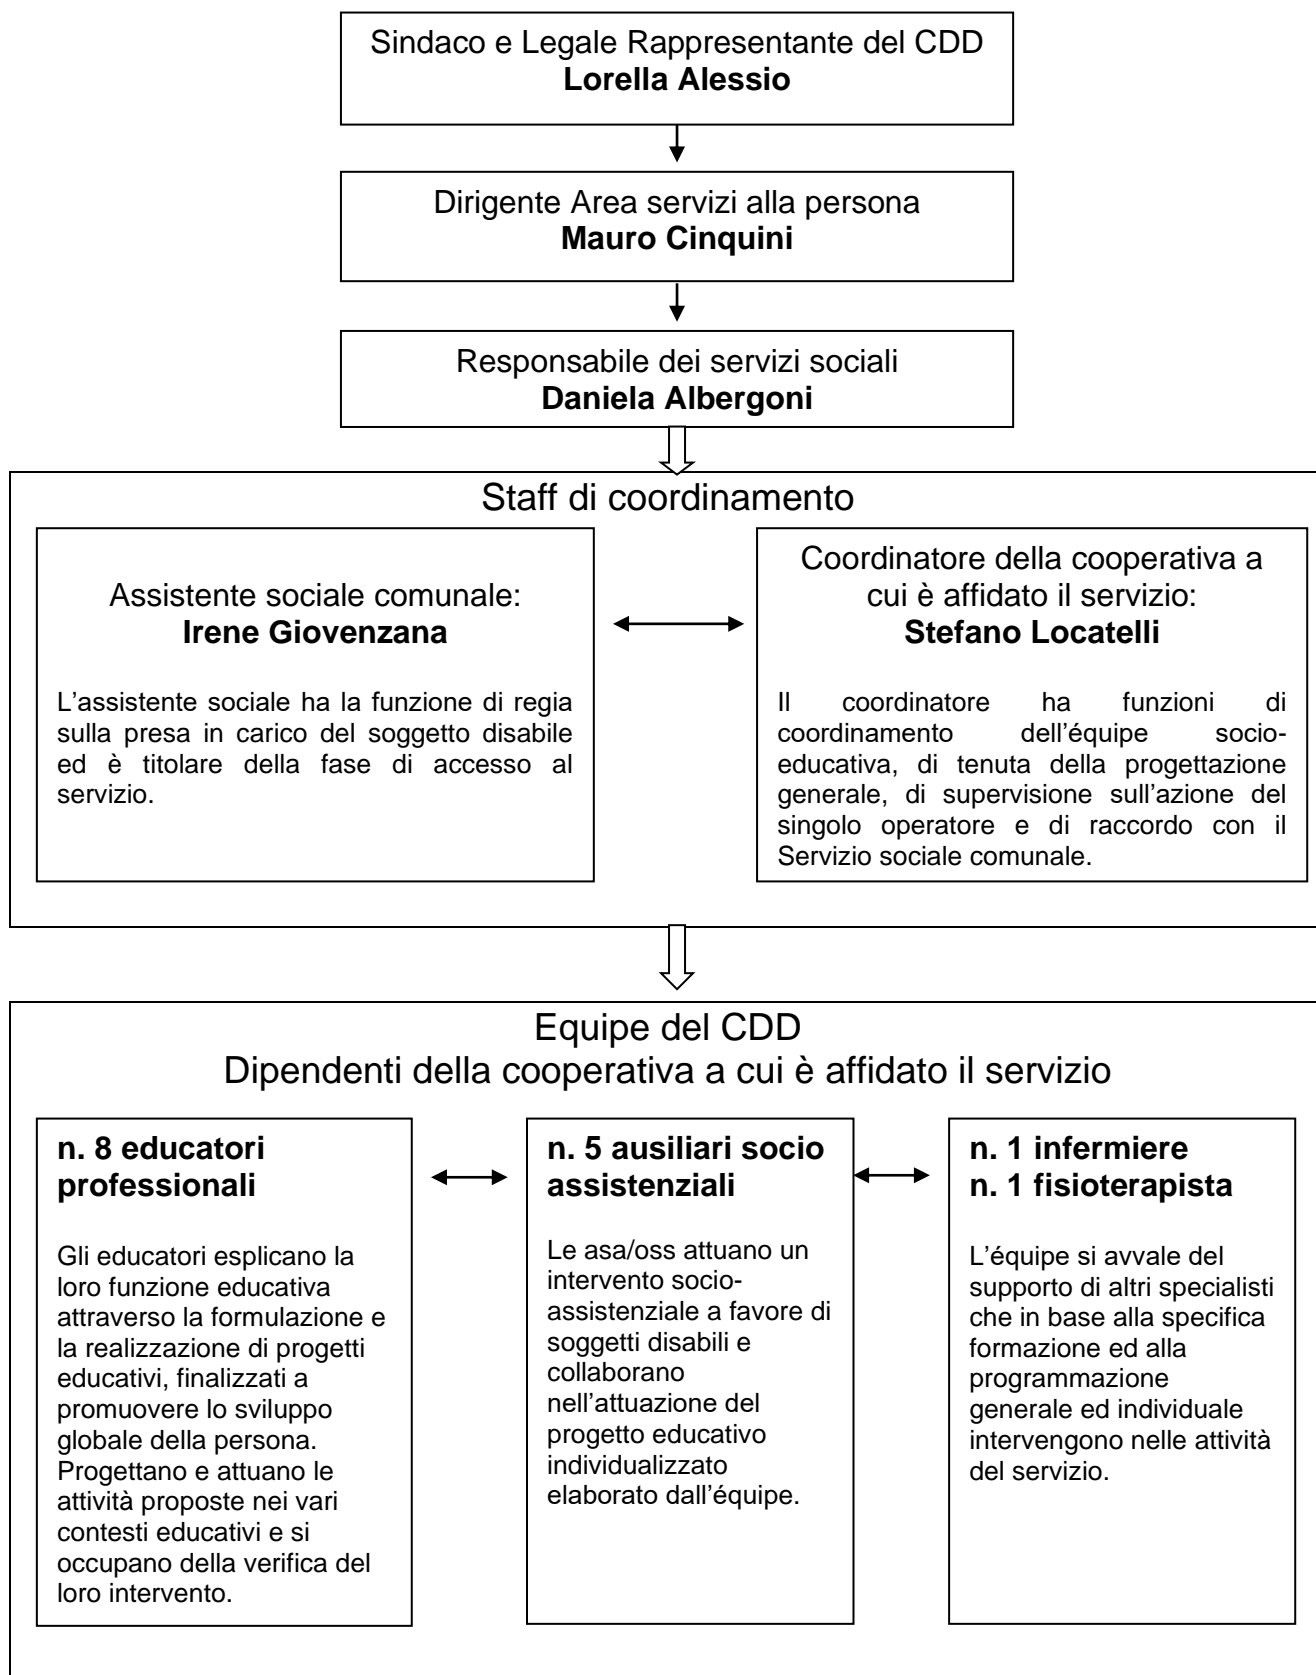 Sindaco e Legale Rappresentante del CDD
Lorella Alessio
Dirigente Area servizi alla persona
Mauro Cinquini
Responsabile dei servizi sociali
Daniela Albergoni
Staff di coordinamento
Assistente sociale comunale:
Irene Giovenzana
L’assistente sociale ha la funzione di regia
sulla presa in carico del soggetto disabile
ed è titolare della fase di accesso al
servizio.
Coordinatore della cooperativa a
cui è affidato il servizio:
Stefano Locatelli
Il coordinatore ha funzioni di
coordinamento dell’équipe socio-
educativa, di tenuta della progettazione
generale, di supervisione sull’azione del
singolo operatore e di raccordo con il
Servizio sociale comunale.
Equipe del CDD
Dipendenti della cooperativa a cui è affidato il servizio
n. 8 educatori
professionali
Gli educatori esplicano la
loro funzione educativa
attraverso la formulazione e
la realizzazione di progetti
educativi, finalizzati a
promuovere lo sviluppo
globale della persona.
Progettano e attuano le
attività proposte nei vari
contesti educativi e si
occupano della verifica del
loro intervento.
n. 5 ausiliari socio
assistenziali
Le asa/oss attuano un
intervento socio-
assistenziale a favore di
soggetti disabili e
collaborano
nell’attuazione del
progetto educativo
individualizzato
elaborato dall’équipe.
n. 1 infermiere
n. 1 fisioterapista
L’équipe si avvale del
supporto di altri specialisti
che in base alla specifica
formazione ed alla
programmazione
generale ed individuale
intervengono nelle attività
del servizio.